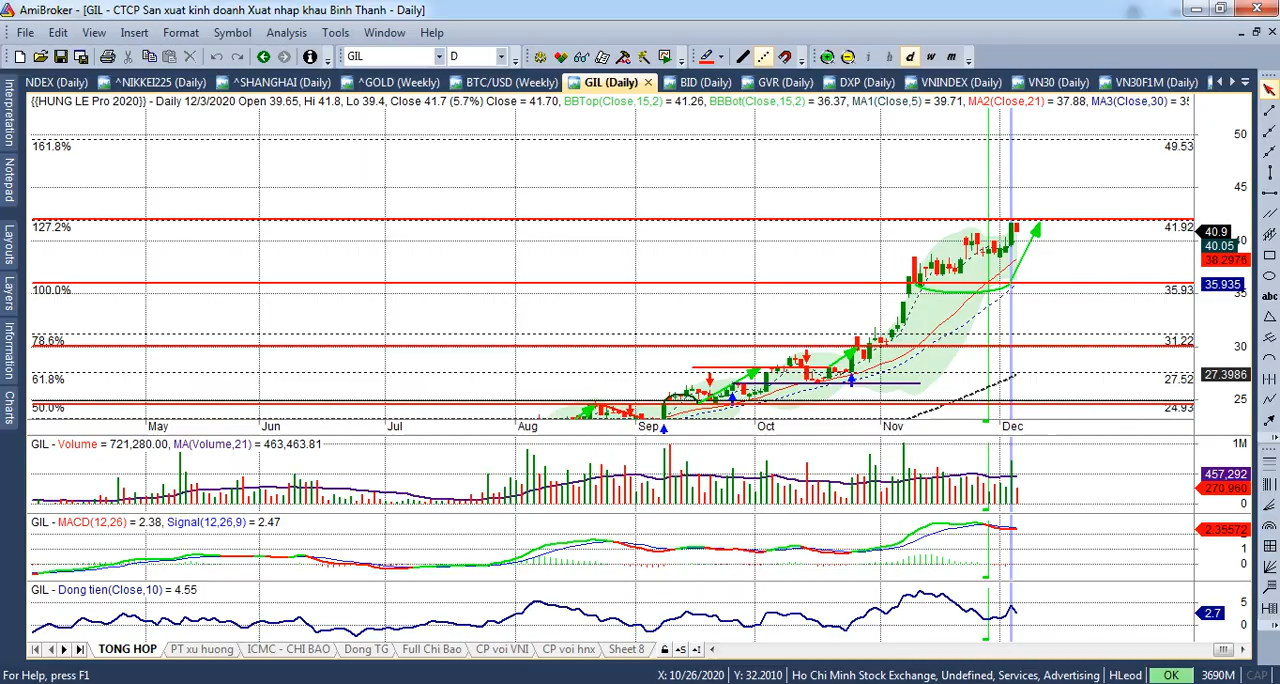 AmiBroker - [GIL - CTCP San xuat kinh doanh Xuat nhap khau Binh Thanh - Daily]
File Edit View Insert Format Symbol Analysis Tools Window Help
GIL D i h d w m
NDEX (Daily) ^NIKKEI225 (Daily) ^SHANGHAI (Daily) ^GOLD (Weekly) BTC/USD (Weekly) GIL (Daily) BID (Daily) GVR (Daily) DXP (Daily) VNINDEX (Daily) VN30 (Daily) VN30F1M (Daily)
{{HUNG LE Pro 2020}} - Daily 12/3/2020 Open 39.65, Hi 41.8, Lo 39.4, Close 41.7 (5.7%) Close = 41.70, BBTop(Close,15,2) = 41.26, BBBot(Close,15,2) = 36.37, MA1(Close,5) = 39.71, MA2(Close,21) = 37.88, MA3(Close,30) = 35
Interpretation
Notepad
Layouts
Layers
Information
Charts
50
161.8% 49.53
45
127.2% 41.92
40.9
40
40.05
38.2976
35.935
100.0% 35.93
35
78.6% 31.22
30
61.8% 27.52
27.3986
25
50.0% 24.93
May Jun Jul Aug Sep Oct Nov Dec
GIL - Volume = 721,280.00, MA(Volume,21) = 463,463.81
1M
457,292
270,960
0
GIL - MACD(12,26) = 2.38, Signal(12,26,9) = 2.47
2.35572
1
0
GIL - Dong tien(Close,10) = 4.55
5
2.7
0
TONG HOP PT xu huong ICMC - CHI BAO Dong TG Full Chi Bao CP voi VNI CP voi hnx Sheet 8
For Help, press F1 X: 10/26/2020 Y: 32.2010 Ho Chi Minh Stock Exchange, Undefined, Services, Advertising HLeod OK 3690M CAP
abc